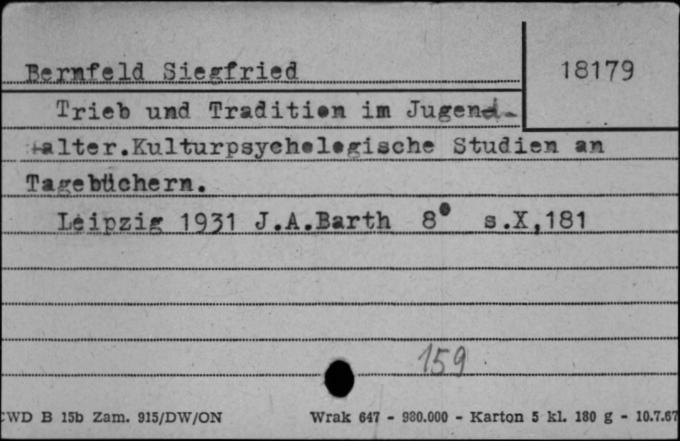 Bernfeld Siegfried
18179
Trieb und Tradition im Jugend-
alter.Kulturpsychologische Studien an
Tagebüchern.
Leipzig 1931 J.A.Barth 8° s.X,181
159
CWD B 15b Zam. 915/DW/ON Wrak 647 - 980.000 - Karton 5 kl. 180 g - 10.7.67